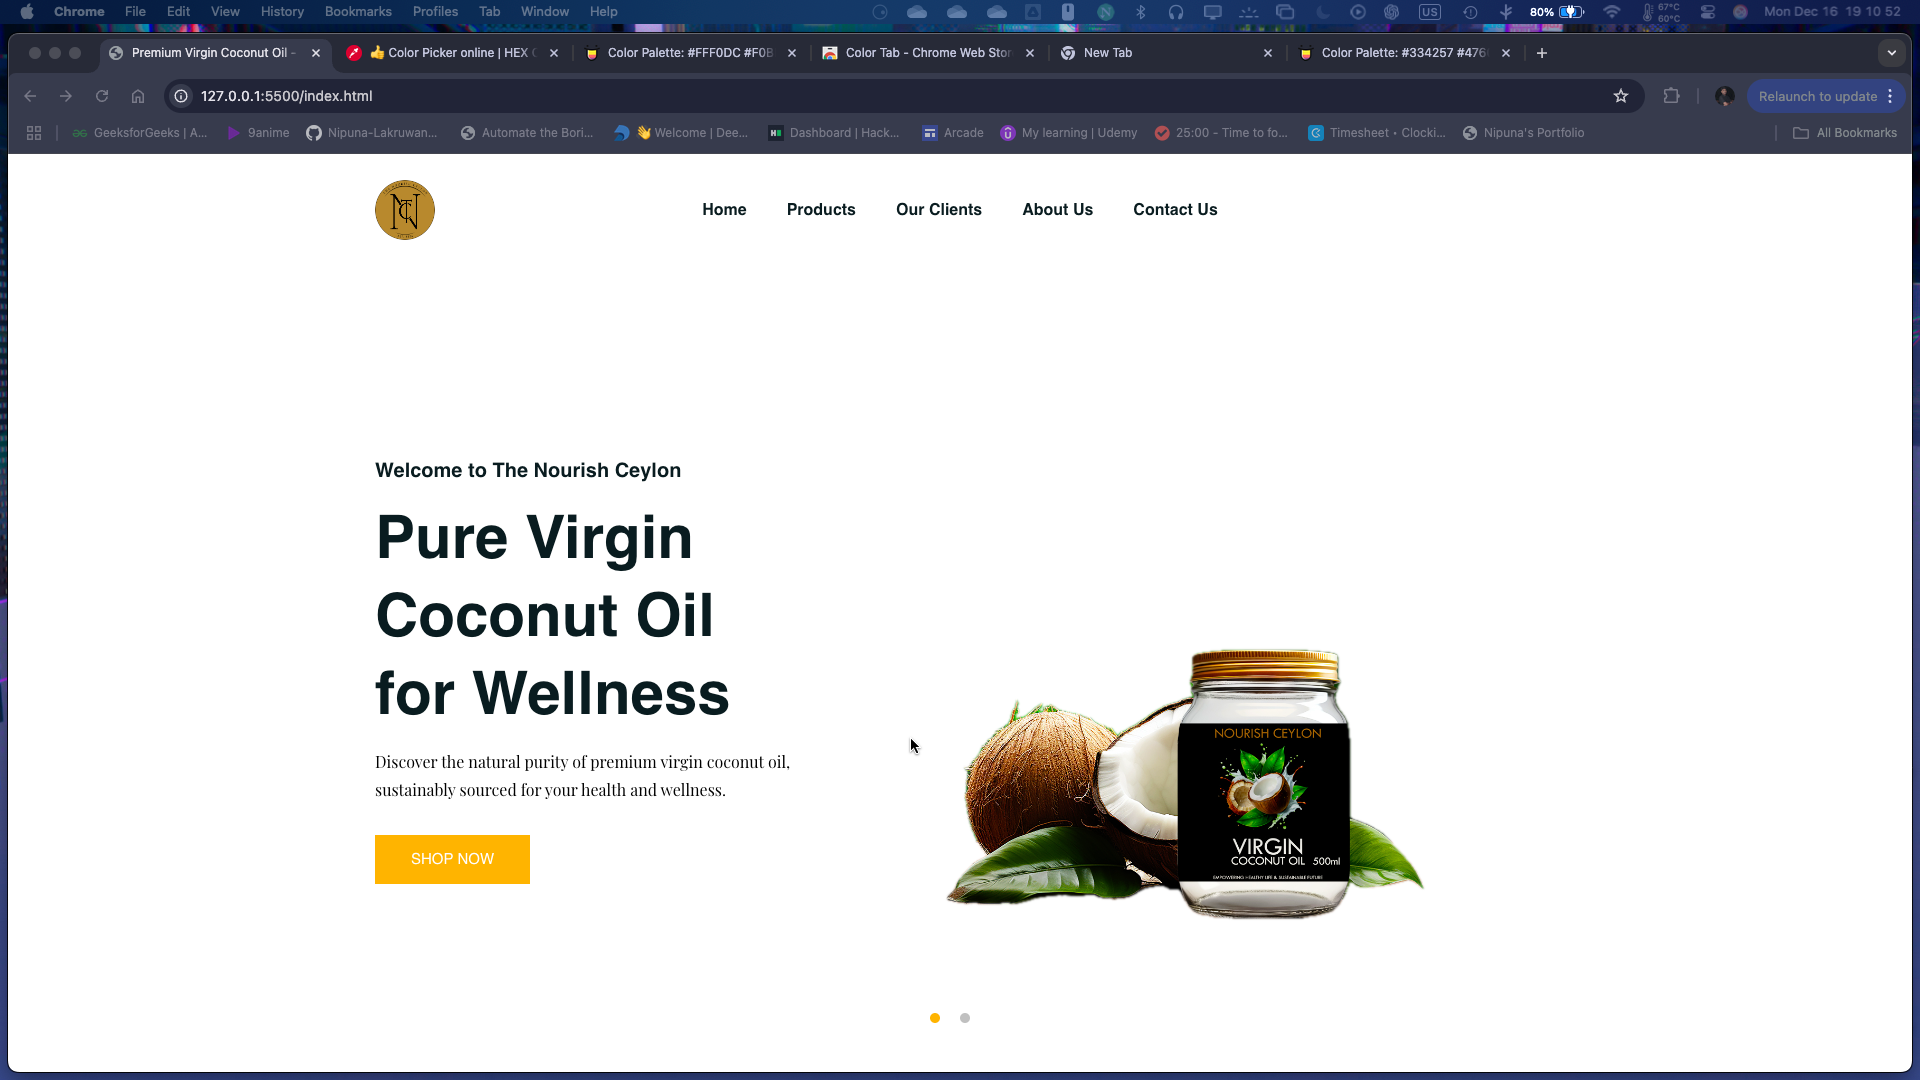 Chrome File Edit View History Bookmarks Profiles Tab Window Help US 80% 67°C 60°C Mon Dec 16 19 10 52
Premium Virgin Coconut Oil - Color Picker online | HEX C Color Palette: #FFF0DC #F0B Color Tab - Chrome Web Stor New Tab Color Palette: #334257 #476
127.0.0.1:5500/index.html Relaunch to update
GeeksforGeeks | A... 9anime Nipuna-Lakruwan... Automate the Bori... Welcome | Dee... Dashboard | Hack... Arcade My learning | Udemy 25:00 - Time to fo... Timesheet • Clocki... Nipuna's Portfolio All Bookmarks
Home Products Our Clients About Us Contact Us
Welcome to The Nourish Ceylon
Pure Virgin
Coconut Oil
for Wellness
Discover the natural purity of premium virgin coconut oil,
sustainably sourced for your health and wellness.
SHOP NOW
NOURISH CEYLON
VIRGIN
COCONUT OIL 500ml
EMPOWERING HEALTHY LIFE & SUSTAINABLE FUTURE